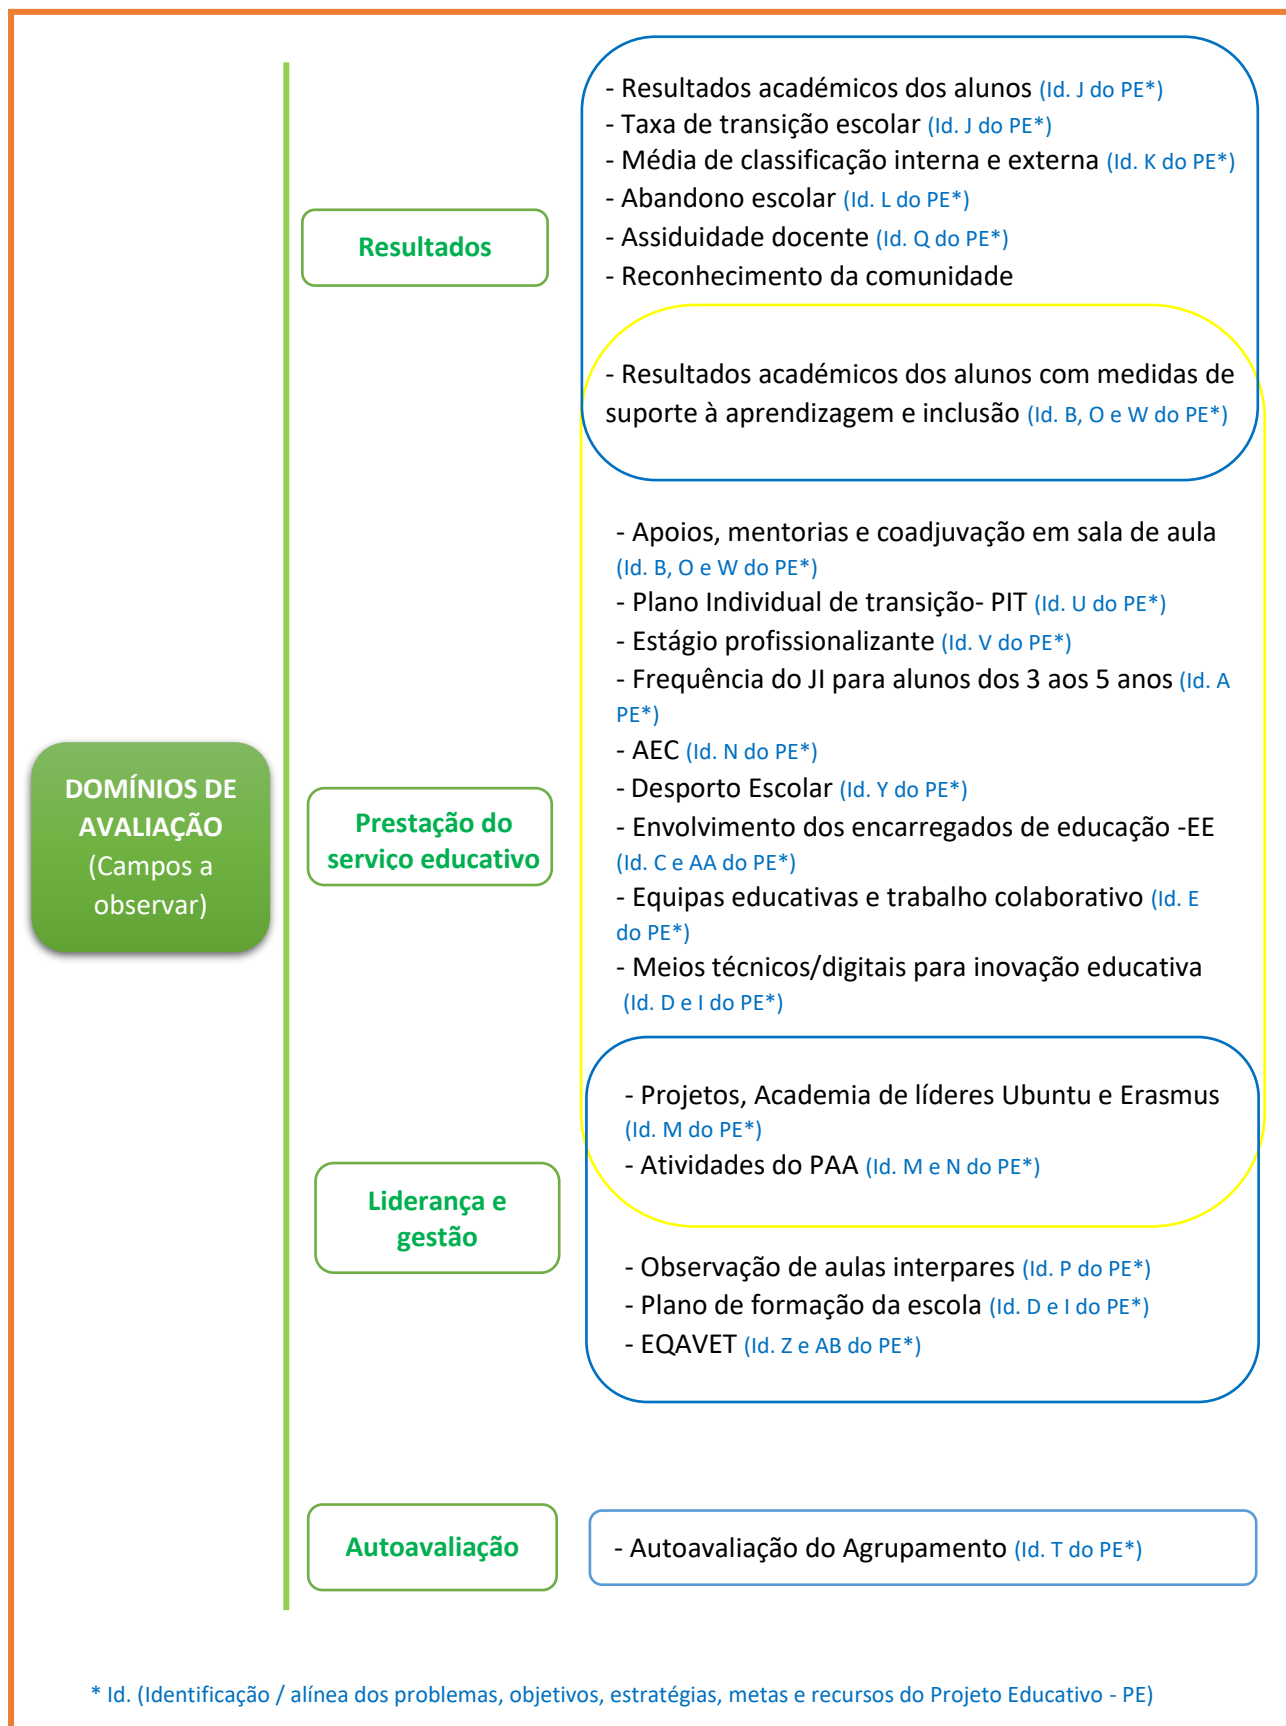 - Resultados académicos dos alunos (Id. J do PE*)
- Taxa de transição escolar (Id. J do PE*)
- Média de classificação interna e externa (Id. K do PE*)
- Abandono escolar (Id. L do PE*)
- Assiduidade docente (Id. Q do PE*)
- Reconhecimento da comunidade
Resultados
- Resultados académicos dos alunos com medidas de
suporte à aprendizagem e inclusão (Id. B, O e W do PE*)
- Apoios, mentorias e coadjuvação em sala de aula
(Id. B, O e W do PE*)
- Plano Individual de transição- PIT (Id. U do PE*)
- Estágio profissionalizante (Id. V do PE*)
- Frequência do JI para alunos dos 3 aos 5 anos (Id. A
PE*)
- AEC (Id. N do PE*)
- Desporto Escolar (Id. Y do PE*)
- Envolvimento dos encarregados de educação -EE
(Id. C e AA do PE*)
- Equipas educativas e trabalho colaborativo (Id. E
do PE*)
- Meios técnicos/digitais para inovação educativa
(Id. D e I do PE*)
DOMÍNIOS DE
AVALIAÇÃO
(Campos a
observar)
Prestação do
serviço educativo
- Projetos, Academia de líderes Ubuntu e Erasmus
(Id. M do PE*)
- Atividades do PAA (Id. M e N do PE*)
Liderança e
gestão
- Observação de aulas interpares (Id. P do PE*)
- Plano de formação da escola (Id. D e I do PE*)
- EQAVET (Id. Z e AB do PE*)
Autoavaliação
- Autoavaliação do Agrupamento (Id. T do PE*)
* Id. (Identificação / alínea dos problemas, objetivos, estratégias, metas e recursos do Projeto Educativo - PE)